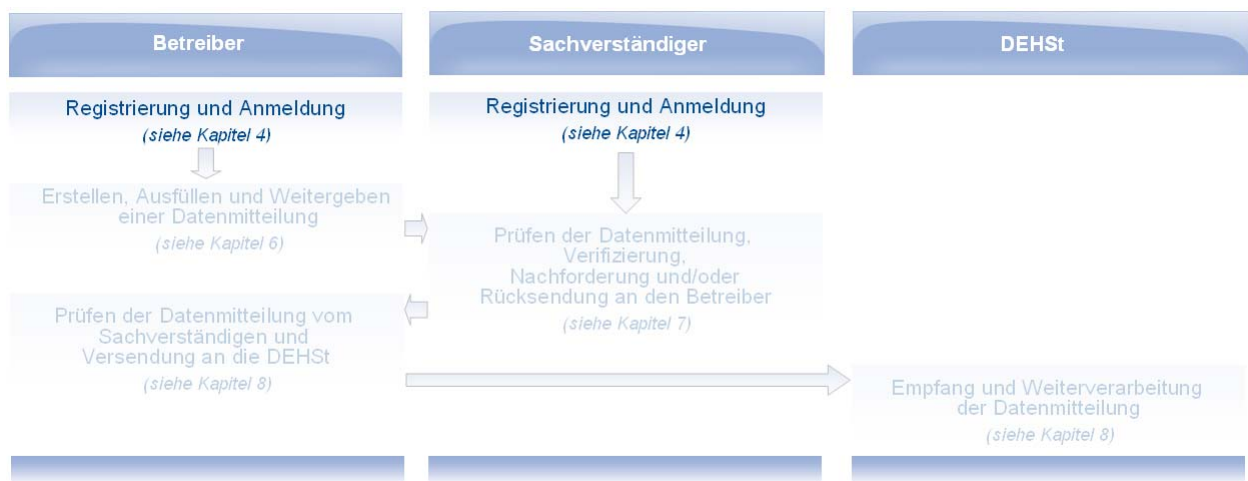 Betreiber
Sachverständiger
DEHSt
Registrierung und Anmeldung
(siehe Kapitel 4)
Registrierung und Anmeldung
(siehe Kapitel 4)
Erstellen, Ausfüllen und Weitergeben
einer Datenmitteilung
(siehe Kapitel 6)
Prüfen der Datenmitteilung,
Verifizierung,
Nachforderung und/oder
Rücksendung an den Betreiber
(siehe Kapitel 7)
Prüfen der Datenmitteilung vom
Sachverständigen und
Versendung an die DEHSt
(siehe Kapitel 8)
Empfang und Weiterverarbeitung
der Datenmitteilung
(siehe Kapitel 8)